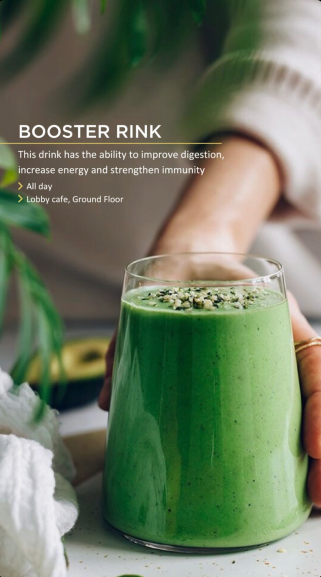 BOOSTER RINK
This drink has the ability to improve digestion,
increase energy and strengthen immunity
All day
Lobby cafe, Ground Floor